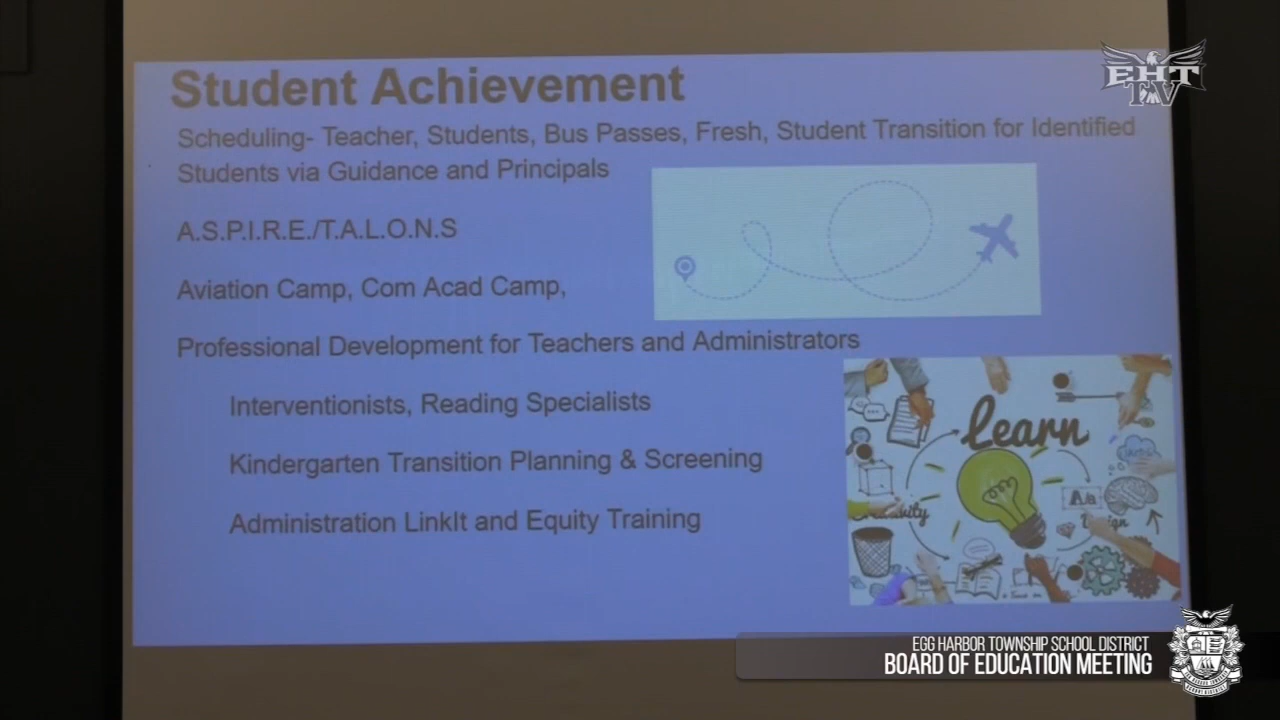 Student Achievement
Scheduling- Teacher, Students, Bus Passes, Fresh, Student Transition for Identified
Students via Guidance and Principals
A.S.P.I.R.E./T.A.L.O.N.S
Aviation Camp, Com Acad Camp,
Professional Development for Teachers and Administrators
Interventionists, Reading Specialists
Kindergarten Transition Planning & Screening
Administration LinkIt and Equity Training
Learn
Aa
EHT
TV
EGG HARBOR TOWNSHIP SCHOOL DISTRICT
BOARD OF EDUCATION MEETING